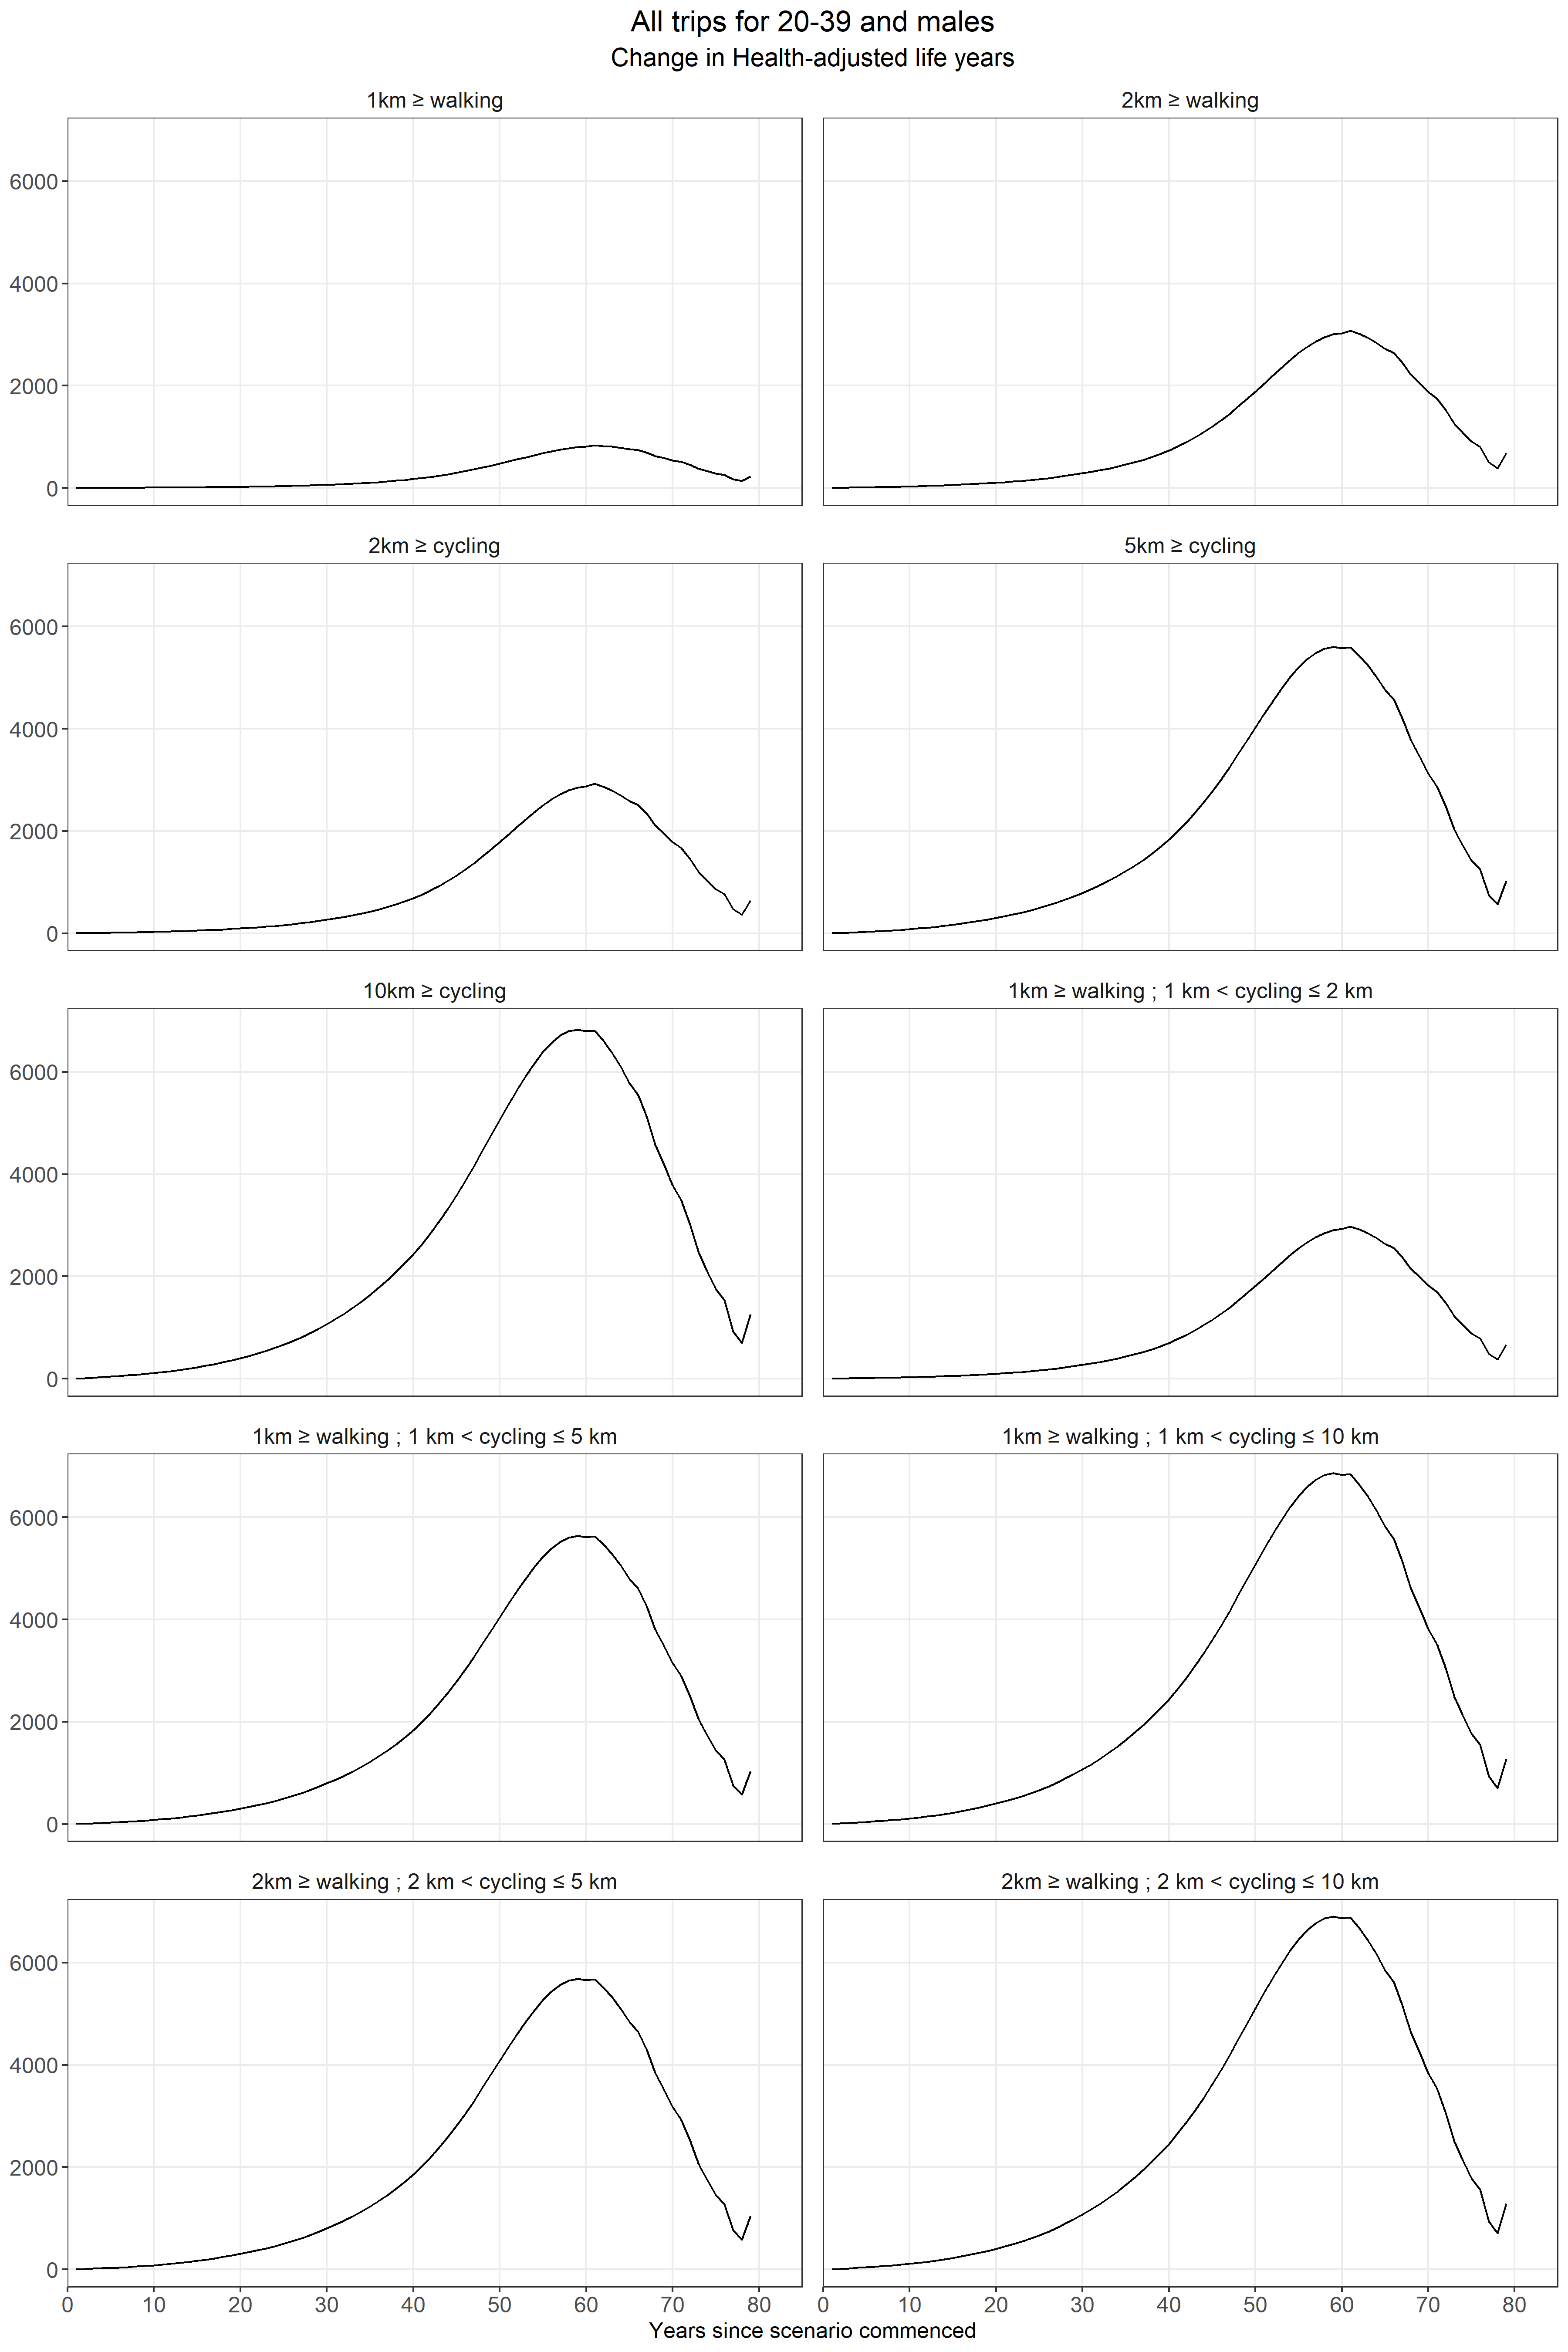 All trips for 20-39 and males
Change in Health-adjusted life years
1km ≥ walking
2km ≥ walking
6000
4000
2000
0
2km ≥ cycling
5km ≥ cycling
6000
4000
2000
0
10km ≥ cycling
1km ≥ walking ; 1 km < cycling ≤ 2 km
6000
4000
2000
0
1km ≥ walking ; 1 km < cycling ≤ 5 km
1km ≥ walking ; 1 km < cycling ≤ 10 km
6000
4000
2000
0
2km ≥ walking ; 2 km < cycling ≤ 5 km
2km ≥ walking ; 2 km < cycling ≤ 10 km
6000
4000
2000
0
0 10 20 30 40 50 60 70 80
0 10 20 30 40 50 60 70 80
Years since scenario commenced